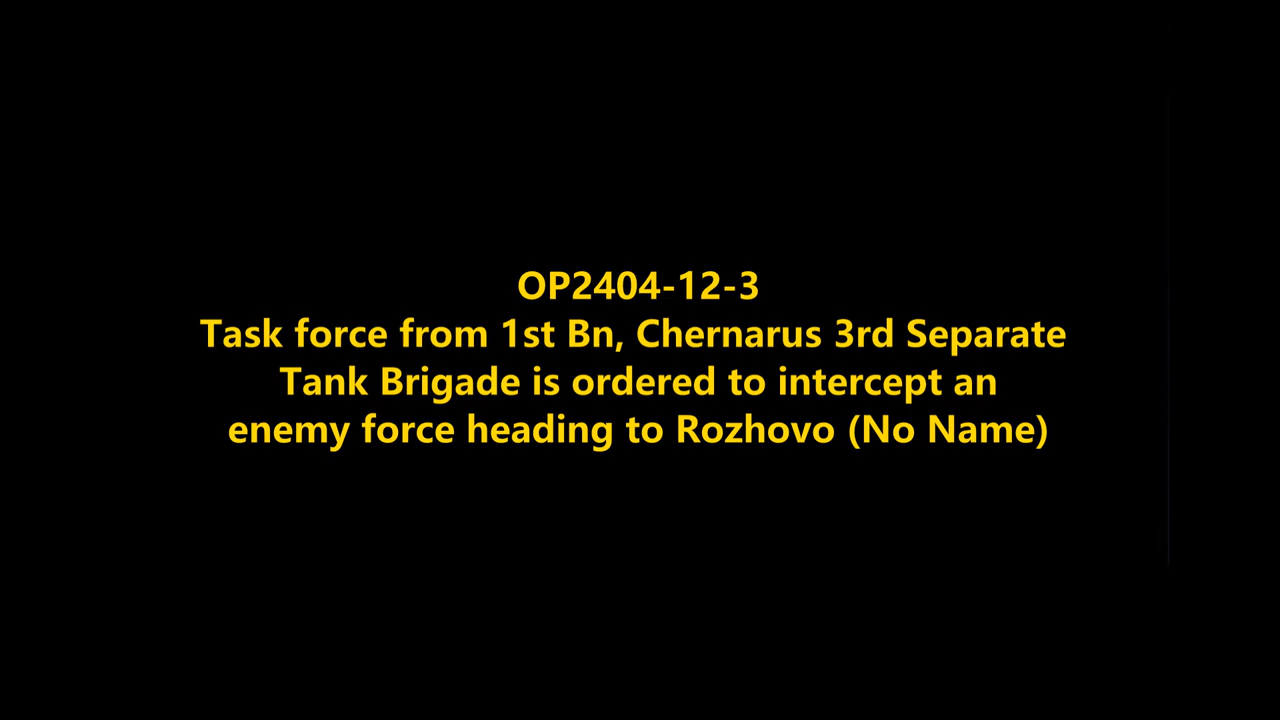 OP2404-12-3
Task force from 1st Bn, Chernarus 3rd Separate
Tank Brigade is ordered to intercept an
enemy force heading to Rozhovo (No Name)